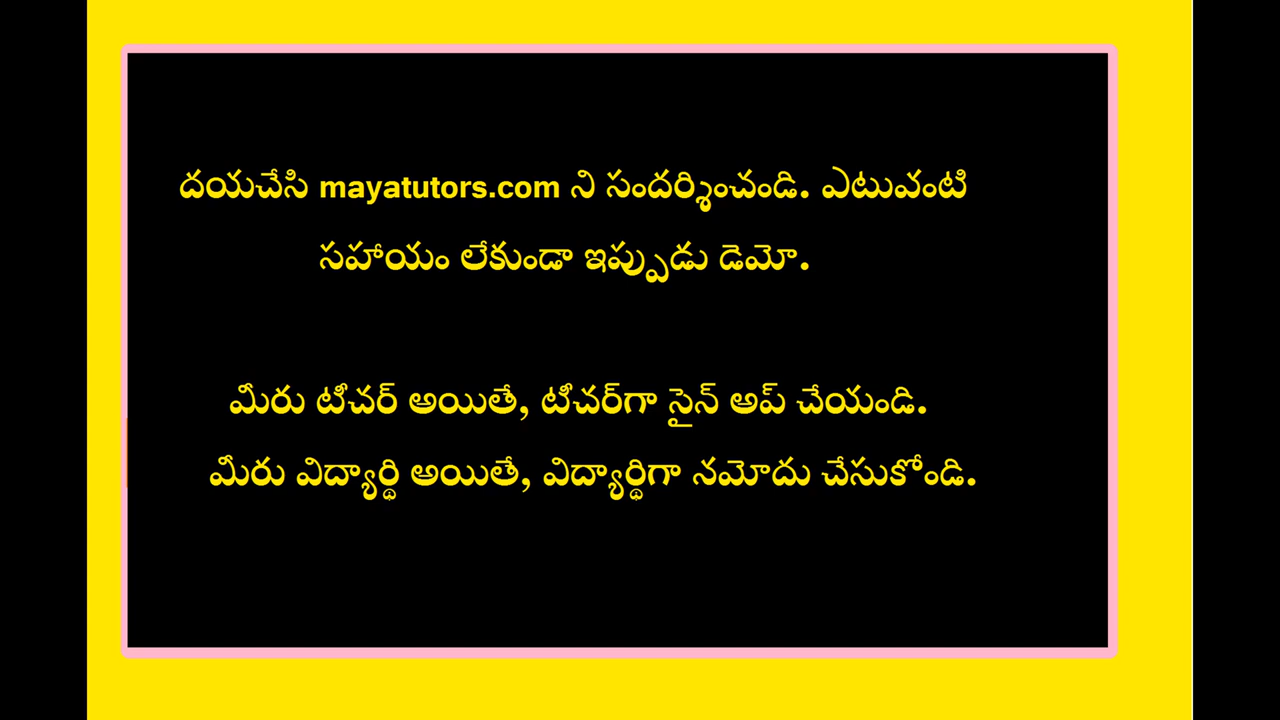 దయచేసి mayatutors.com ని సందర్శించండి. ఎటువంటి
సహాయం లేకుండా ఇప్పుడు డెమో.
మీరు టీచర్ అయితే, టీచర్‌గా సైన్ అప్ చేయండి.
మీరు విద్యార్థి అయితే, విద్యార్థిగా నమోదు చేసుకోండి.